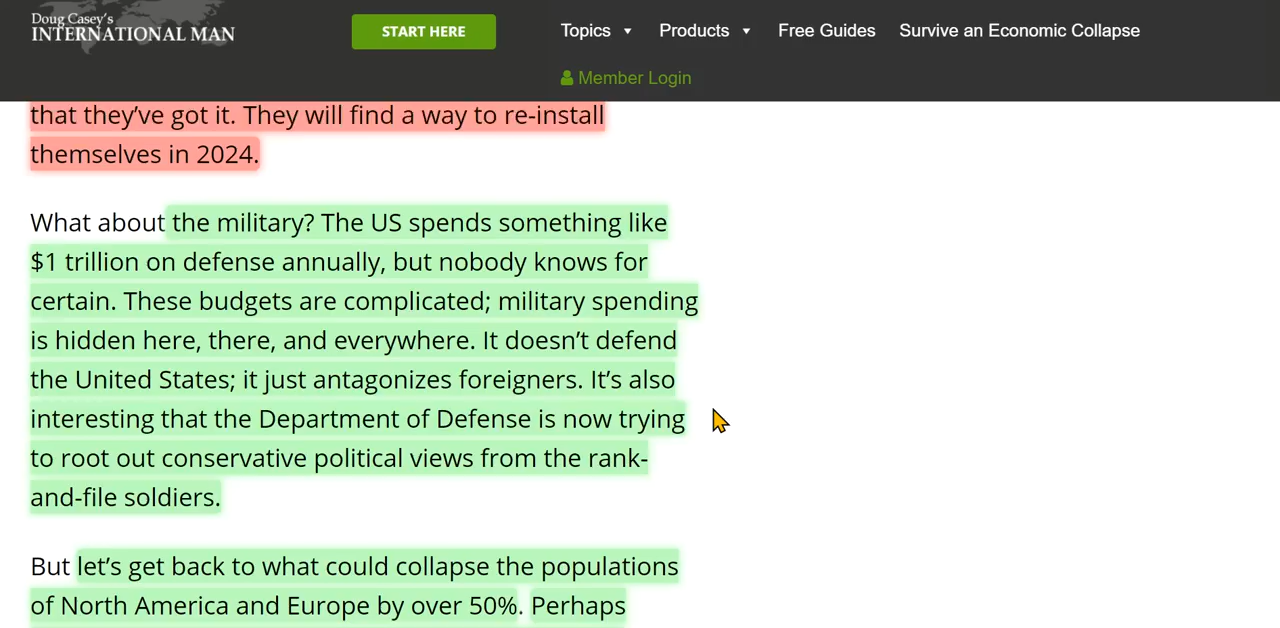 Doug Casey's
INTERNATIONAL MAN
START HERE
Topics
Products
Free Guides
Survive an Economic Collapse
Member Login
that they’ve got it. They will find a way to re-install
themselves in 2024.
What about the military? The US spends something like
$1 trillion on defense annually, but nobody knows for
certain. These budgets are complicated; military spending
is hidden here, there, and everywhere. It doesn’t defend
the United States; it just antagonizes foreigners. It’s also
interesting that the Department of Defense is now trying
to root out conservative political views from the rank-
and-file soldiers.
But let’s get back to what could collapse the populations
of North America and Europe by over 50%. Perhaps